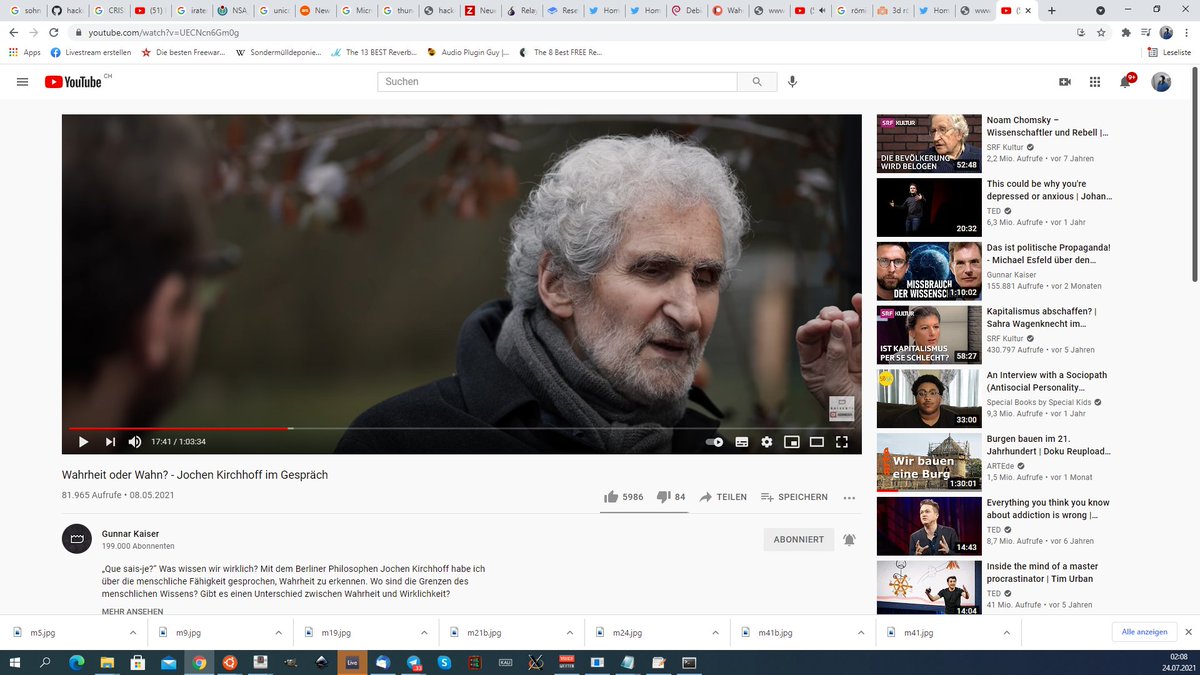 sohn
hack
CRIS
(51)
irate
NSA,
unico
New
Micr
thun
hack
Neue
Relay
Rese
Hom
Hom
Debi
Wahr
www
(5
röme
3d ro
Hom
www
(5
youtube.com/watch?v=UECNcn6Gm0g
Apps
Livestream erstellen
Die besten Freewar...
Sondermülldeponie...
The 13 BEST Reverb...
Audio Plugin Guy |...
The 8 Best FREE Re...
Leseliste
YouTube CH
Suchen
9+
17:41 / 1:03:34
Wahrheit oder Wahn? - Jochen Kirchhoff im Gespräch
81.965 Aufrufe • 08.05.2021
5986
84
TEILEN
SPEICHERN
Gunnar Kaiser
199.000 Abonnenten
ABONNIERT
„Que sais-je?“ Was wissen wir wirklich? Mit dem Berliner Philosophen Jochen Kirchhoff habe ich
über die menschliche Fähigkeit gesprochen, Wahrheit zu erkennen. Wo sind die Grenzen des
menschlichen Wissens? Gibt es einen Unterschied zwischen Wahrheit und Wirklichkeit?
MEHR ANSEHEN
SRF KULTUR
DIE BEVÖLKERUNG
WIRD BELOGEN
52:48
Noam Chomsky –
Wissenschaftler und Rebell |...
SRF Kultur
2,2 Mio. Aufrufe • vor 7 Jahren
20:32
This could be why you're
depressed or anxious | Johan...
TED
6,3 Mio. Aufrufe • vor 1 Jahr
MISSBRAUCH
DER WISSENSCH
1:10:02
Das ist politische Propaganda!
- Michael Esfeld über den...
Gunnar Kaiser
155.881 Aufrufe • vor 2 Monaten
SRF KULTUR
IST KAPITALISMUS
PER SE SCHLECHT?
58:27
Kapitalismus abschaffen? |
Sahra Wagenknecht im...
SRF Kultur
430.797 Aufrufe • vor 5 Jahren
33:00
An Interview with a Sociopath
(Antisocial Personality...
Special Books by Special Kids
9,3 Mio. Aufrufe • vor 1 Jahr
Wir bauen
eine Burg
1:30:01
Burgen bauen im 21.
Jahrhundert | Doku Reupload...
ARTEde
1,5 Mio. Aufrufe • vor 1 Monat
14:43
Everything you think you know
about addiction is wrong |...
TED
8,7 Mio. Aufrufe • vor 6 Jahren
14:04
Inside the mind of a master
procrastinator | Tim Urban
TED
41 Mio. Aufrufe • vor 5 Jahren
m5.jpg
m9.jpg
m19.jpg
m21b.jpg
m24.jpg
m41b.jpg
m41.jpg
Alle anzeigen
Live
KALI
02:08
24.07.2021